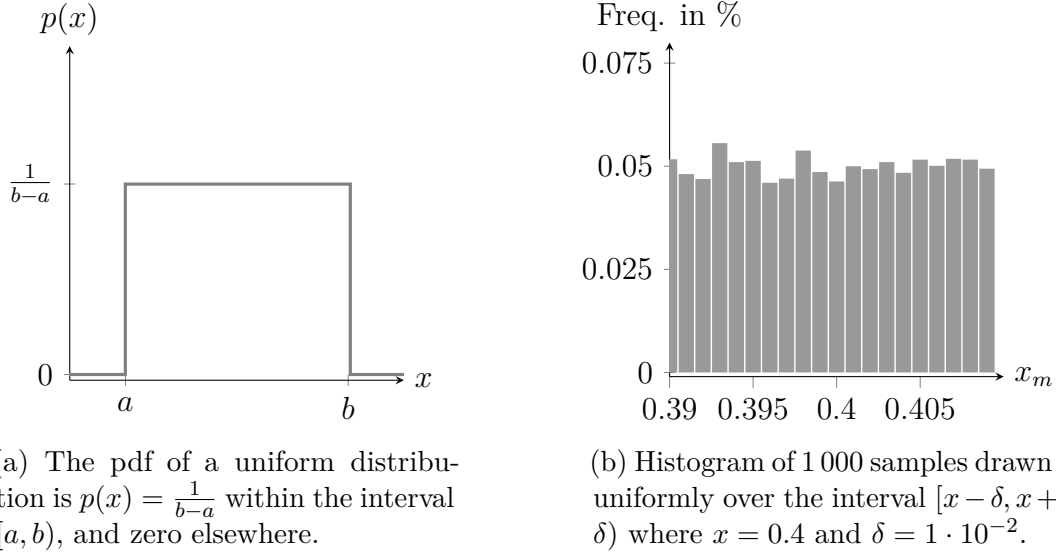 p(x)
1/(b−a)
0
a
b
x
Freq. in %
0.075
0.05
0.025
0
0.39 0.395 0.4 0.405
x_m
(a) The pdf of a uniform distribu-
tion is p(x) = 1/(b−a) within the interval
[a, b), and zero elsewhere.
(b) Histogram of 1 000 samples drawn
uniformly over the interval [x − δ, x +
δ) where x = 0.4 and δ = 1 · 10^−2.